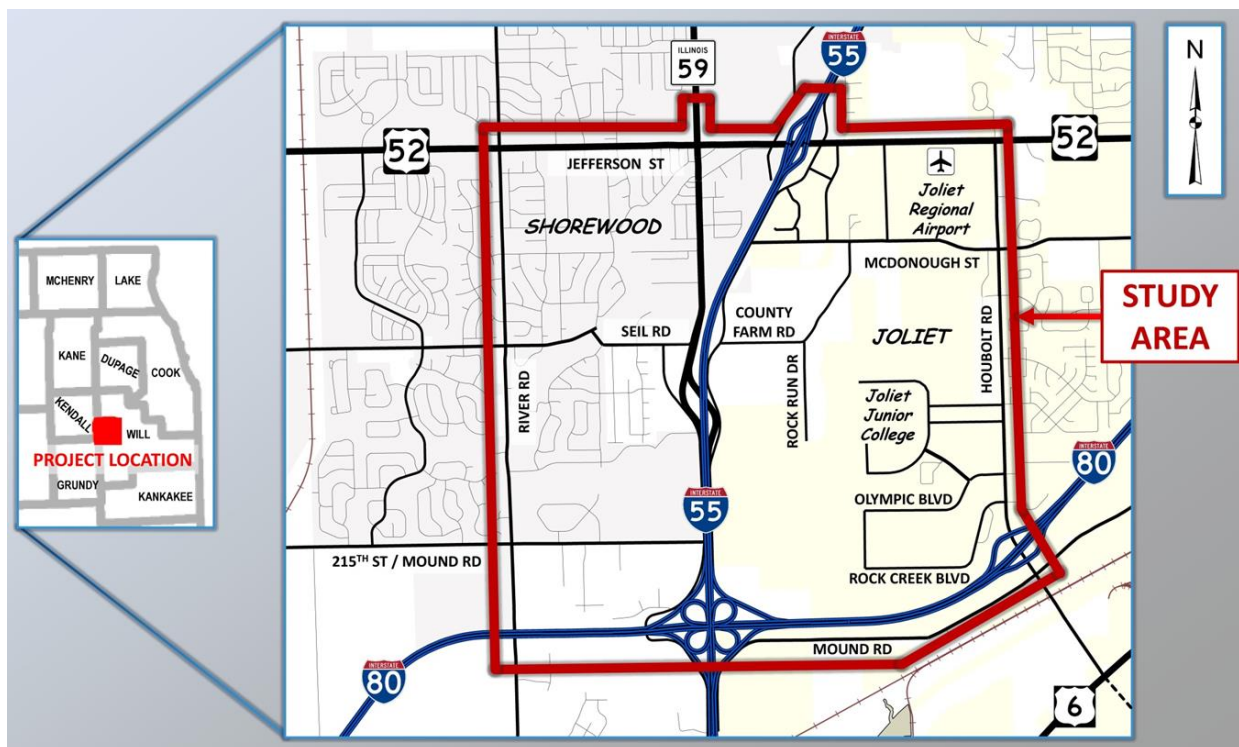 MCHENRY
LAKE
KANE
DUPAGE
COOK
KENDALL
WILL
PROJECT LOCATION
GRUNDY
KANKAKEE
ILLINOIS
59
INTERSTATE
55
N
52
52
JEFFERSON ST
Joliet
Regional
Airport
SHOREWOOD
MCDONOUGH ST
STUDY
AREA
SEIL RD
COUNTY
FARM RD
JOLIET
HOUBOLT RD
RIVER RD
ROCK RUN DR
Joliet
Junior
College
INTERSTATE
80
INTERSTATE
55
OLYMPIC BLVD
215TH ST / MOUND RD
ROCK CREEK BLVD
MOUND RD
INTERSTATE
80
6